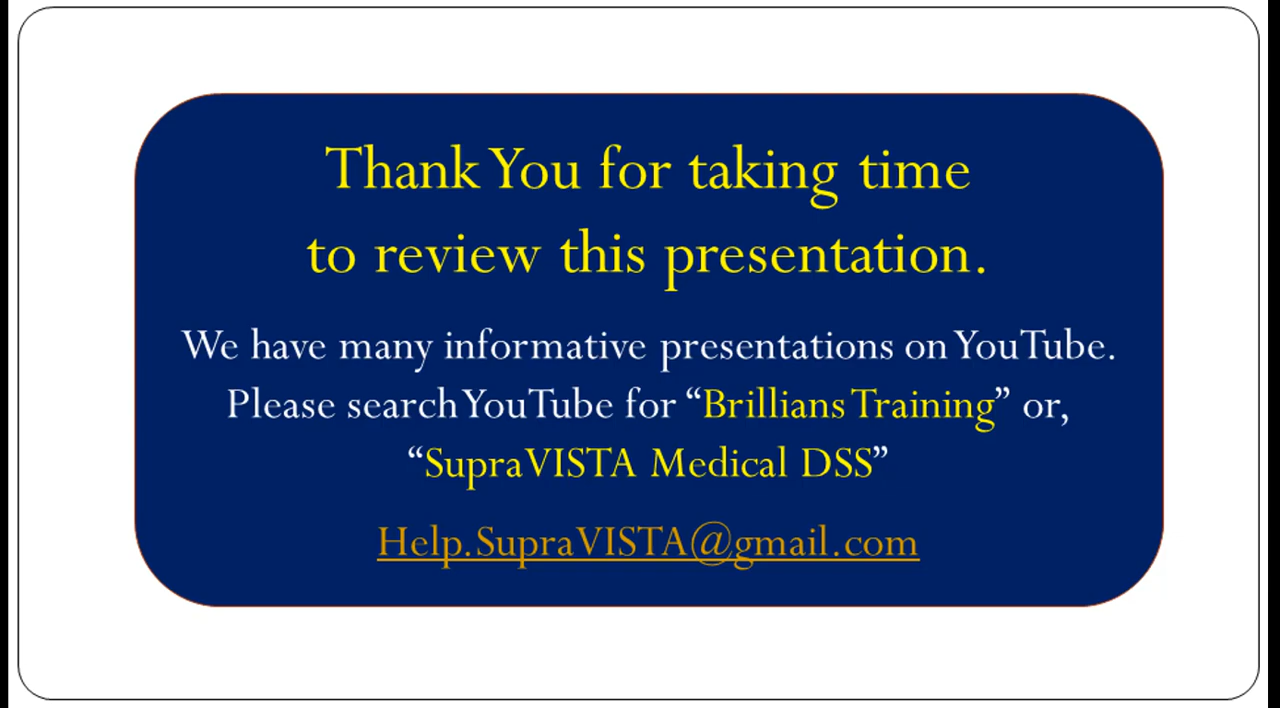 Thank You for taking time
to review this presentation.
We have many informative presentations on YouTube.
Please search YouTube for “Brillians Training” or,
“SupraVISTA Medical DSS”
Help.SupraVISTA@gmail.com